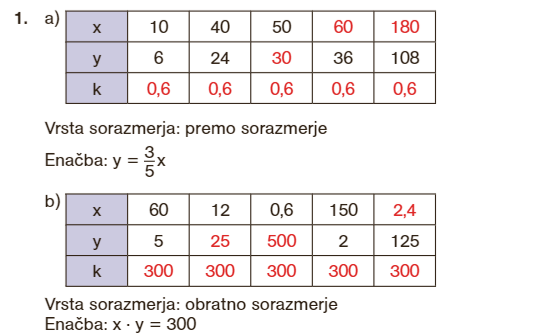 1. a) x 10 40 50 60 180
y 6 24 30 36 108
k 0,6 0,6 0,6 0,6 0,6
Vrsta sorazmerja: premo sorazmerje
Enačba: y = 3/5 x
b) x 60 12 0,6 150 2,4
y 5 25 500 2 125
k 300 300 300 300 300
Vrsta sorazmerja: obratno sorazmerje
Enačba: x · y = 300